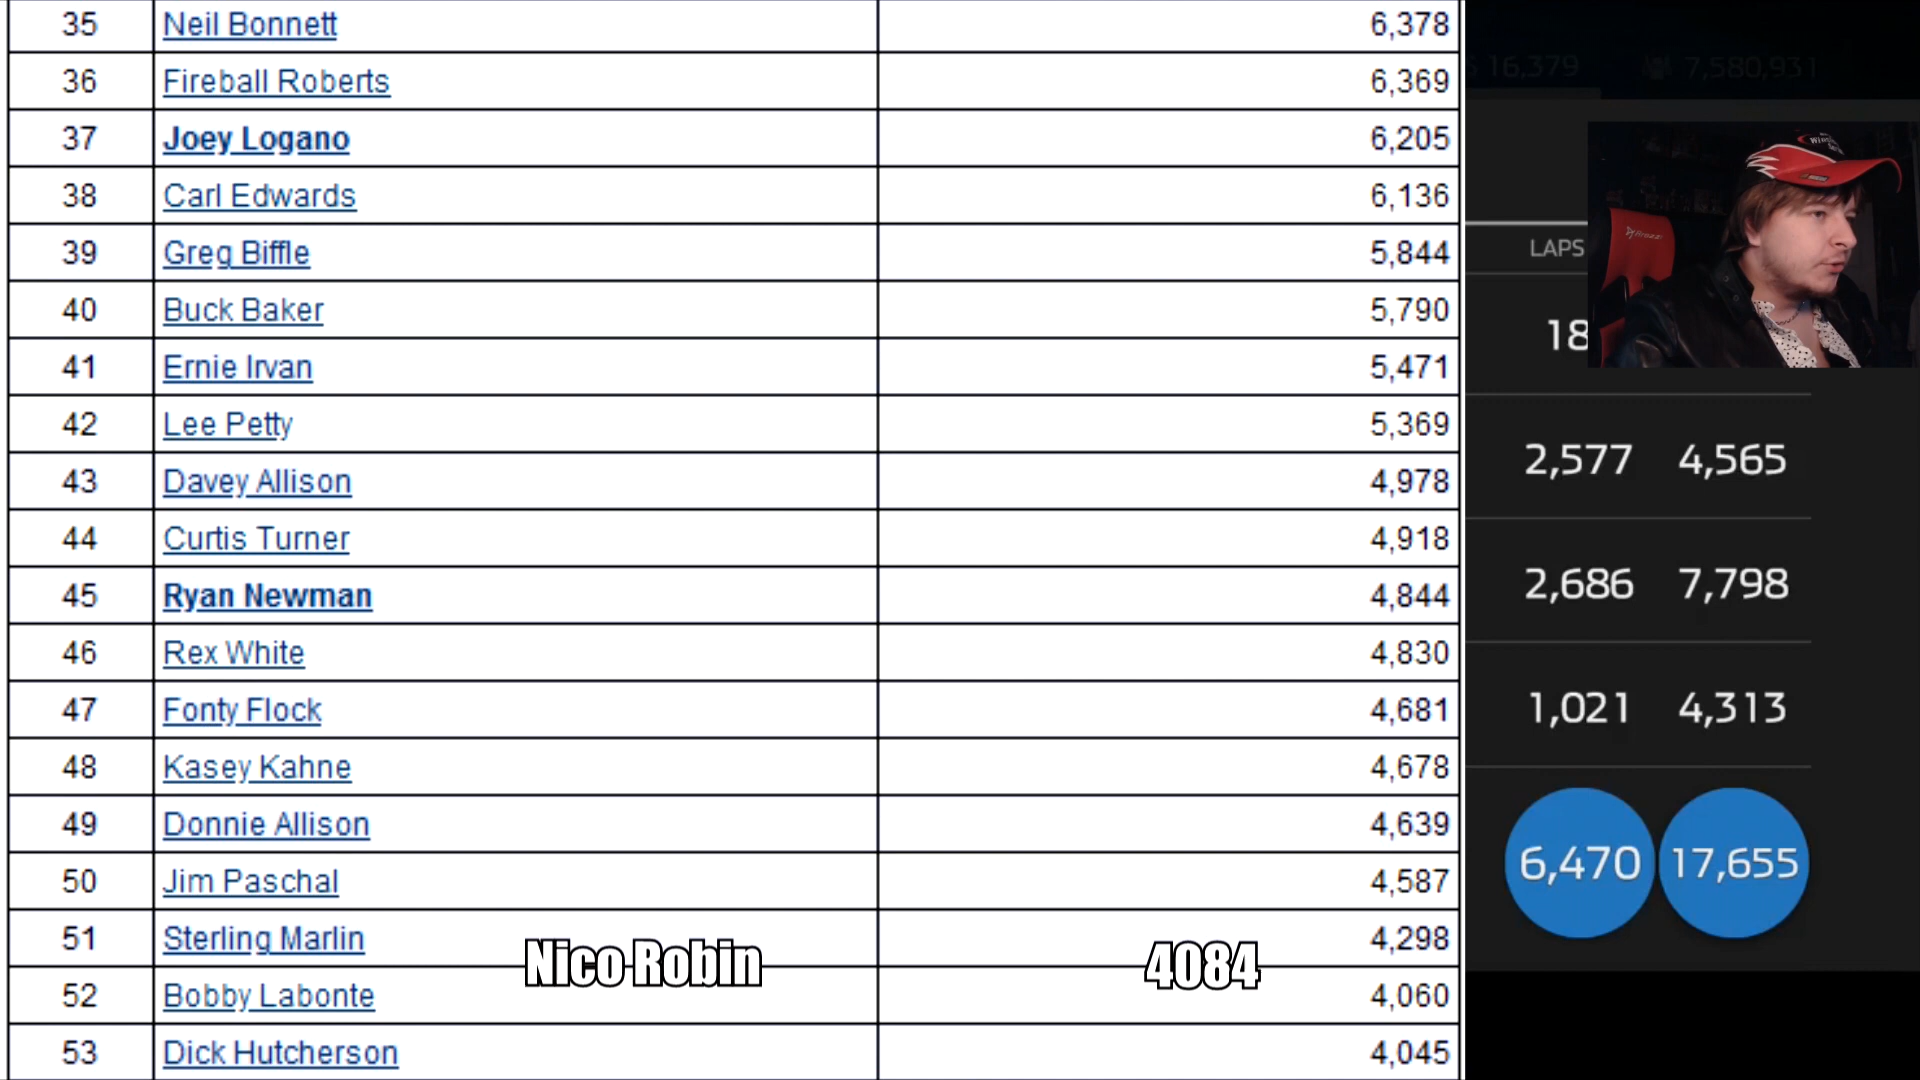 35 Neil Bonnett 6,378
36 Fireball Roberts 6,369
37 Joey Logano 6,205
38 Carl Edwards 6,136
39 Greg Biffle 5,844
40 Buck Baker 5,790
41 Ernie Irvan 5,471
42 Lee Petty 5,369
43 Davey Allison 4,978
44 Curtis Turner 4,918
45 Ryan Newman 4,844
46 Rex White 4,830
47 Fonty Flock 4,681
48 Kasey Kahne 4,678
49 Donnie Allison 4,639
50 Jim Paschal 4,587
51 Sterling Marlin 4,298
Nico Robin 4084
52 Bobby Labonte 4,060
53 Dick Hutcherson 4,045
16,379 7,580,931
LAPS
18
2,577 4,565
2,686 7,798
1,021 4,313
6,470 17,655